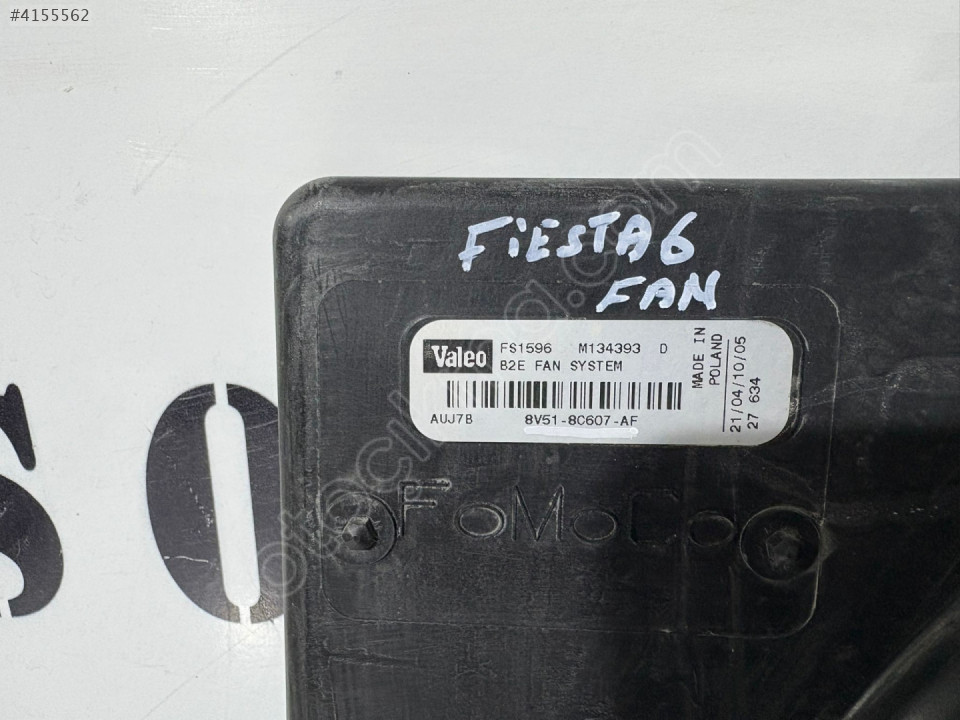 #4155562
FiESTA6
FAN
Valeo
FS1596 M134393 D
B2E FAN SYSTEM
AUJ7B
8V51-8C607-AF
MADE IN
POLAND
21/04/10/05
27 634
FoMoCo
SO